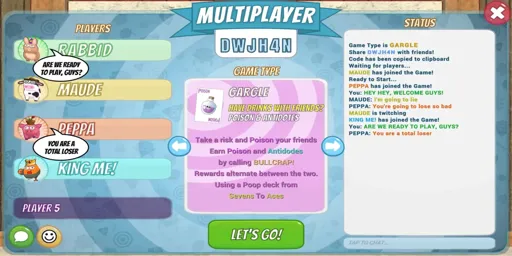 MULTIPLAYER
DWJH4N
PLAYERS
RABBID
ARE WE READY
TO PLAY, GUYS?
MAUDE
PEPPA
YOU ARE A
TOTAL LOSER
KING ME!
PLAYER 5
GAME TYPE
Poison
GARGLE
HAVE DRINKS WITH FRIENDS?
POISON & ANTIDOTES
Take a risk and Poison your friends
Earn Poison and Antidotes
by calling BULLCRAP!
Rewards alternate between the two.
Using a Poop deck from
Sevens To Aces
LET'S GO!
STATUS
Game Type is GARGLE
Share DWJH4N with friends!
Code has been copied to clipboard
Waiting for players...
MAUDE has joined the Game!
Ready to Start...
PEPPA has joined the Game!
You: HEY HEY, WELCOME GUYS!
MAUDE: i'm going to lie
PEPPA: You're going to lose so bad
MAUDE is twitching
KING ME! has joined the Game!
You: ARE WE READY TO PLAY, GUYS?
PEPPA: You are a total loser
TAP TO CHAT...